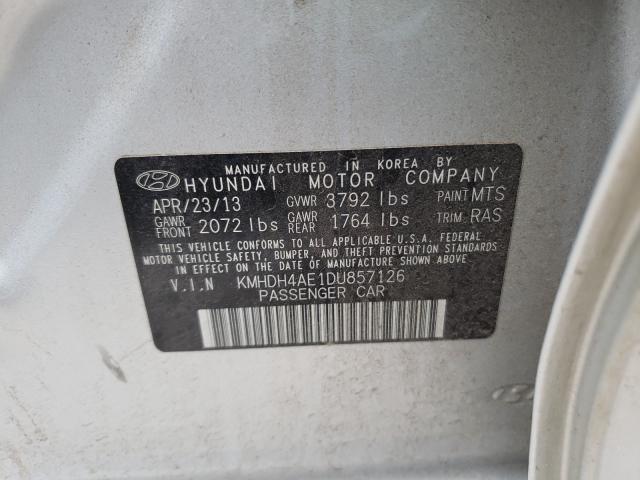 MANUFACTURED IN KOREA BY
HYUNDAI MOTOR COMPANY
APR/23/13 GVWR 3792 lbs PAINT MTS
GAWR FRONT 2072 lbs GAWR REAR 1764 lbs TRIM RAS
THIS VEHICLE CONFORMS TO ALL APPLICABLE U.S.A. FEDERAL
MOTOR VEHICLE SAFETY, BUMPER, AND THEFT PREVENTION STANDARDS
IN EFFECT ON THE DATE OF MANUFACTURE SHOWN ABOVE.
V.I.N KMHDH4AE1DU857126
PASSENGER CAR